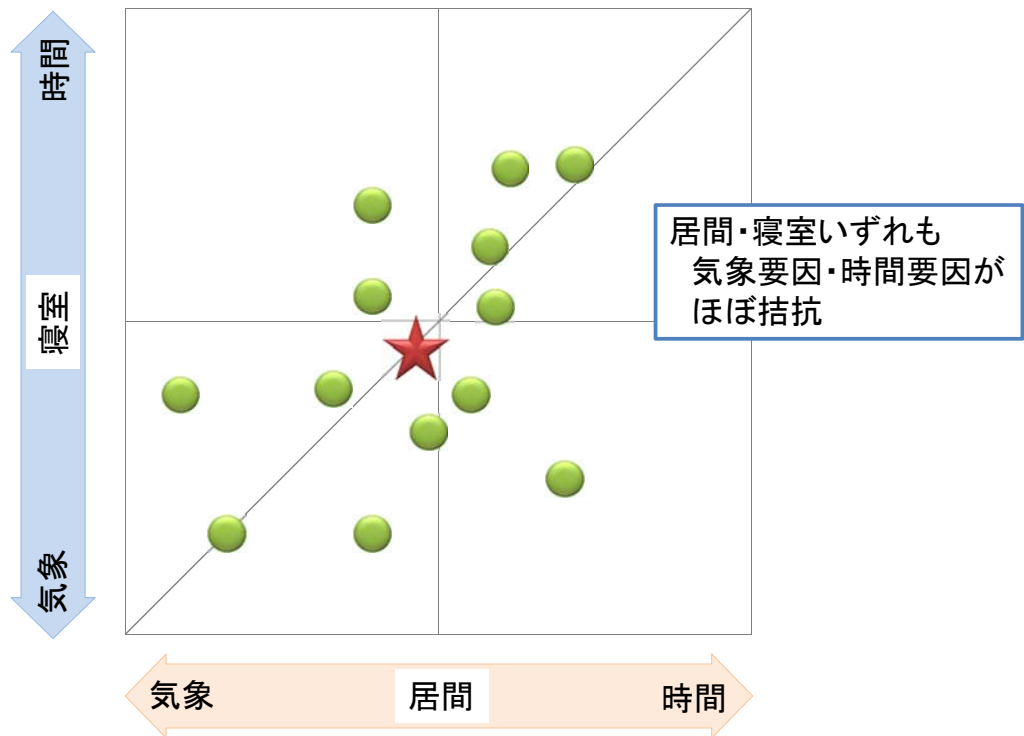 時間
寝室
気象
居間・寝室いずれも
気象要因・時間要因が
ほぼ拮抗
気象
居間
時間